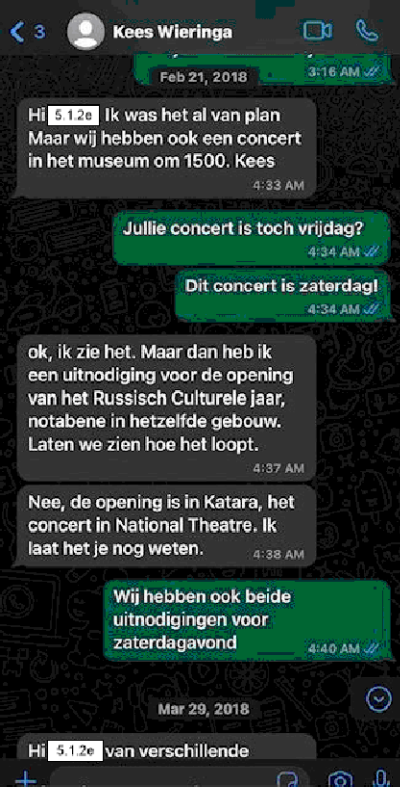 3
Kees Wieringa
3:16 AM
Feb 21, 2018
Hi 5.1.2e Ik was het al van plan
Maar wij hebben ook een concert
in het museum om 1500. Kees
4:33 AM
Jullie concert is toch vrijdag?
4:34 AM
Dit concert is zaterdag!
4:34 AM
ok, ik zie het. Maar dan heb ik
een uitnodiging voor de opening
van het Russisch Culturele jaar,
notabene in hetzelfde gebouw.
Laten we zien hoe het loopt.
4:37 AM
Nee, de opening is in Katara, het
concert in National Theatre. Ik
laat het je nog weten.
4:38 AM
Wij hebben ook beide
uitnodigingen voor
zaterdagavond
4:40 AM
Mar 29, 2018
Hi 5.1.2e van verschillende